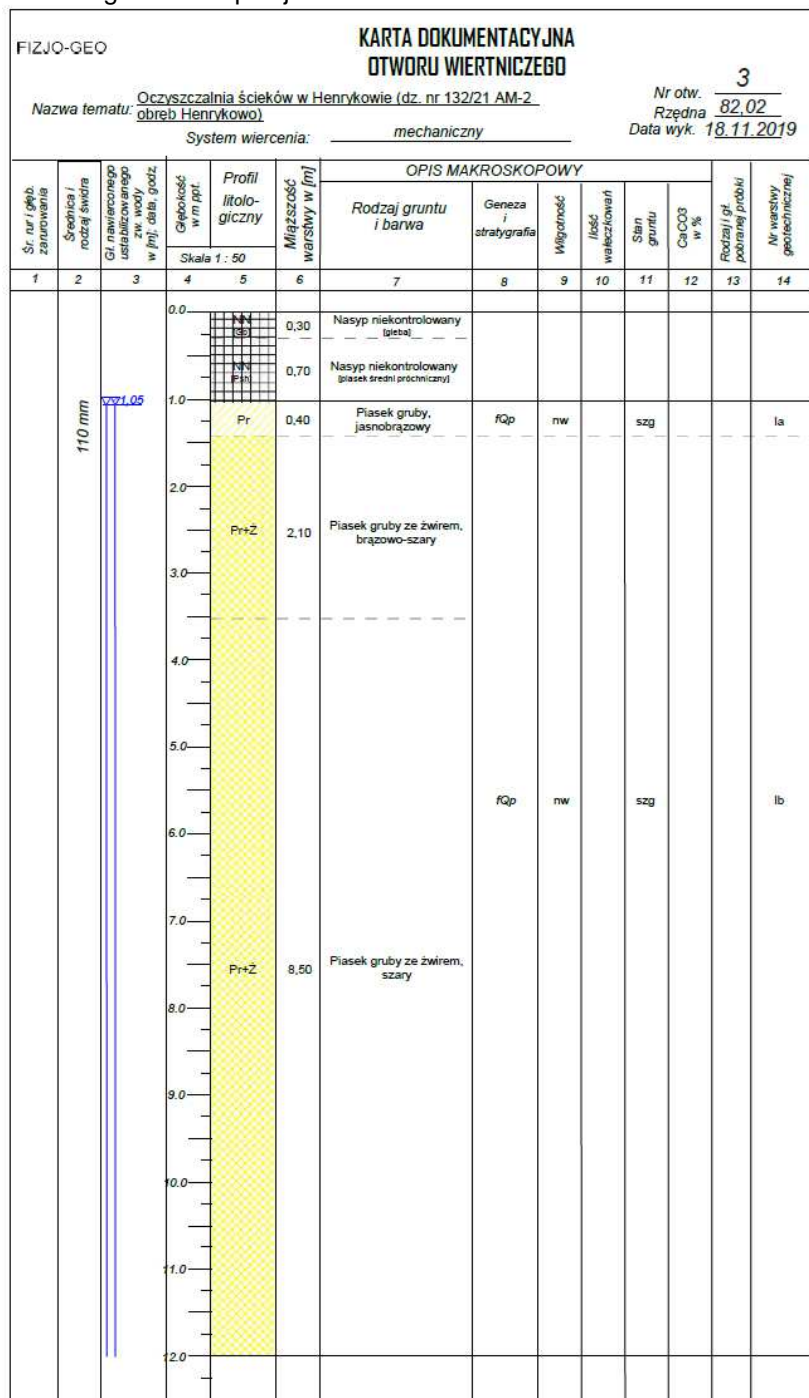 FIZJO-GEO
KARTA DOKUMENTACYJNA
OTWORU WIERTNICZEGO
Nr otw. 3
Nazwa tematu: Oczyszczalnia ścieków w Henrykowie (dz. nr 132/21 AM-2
obręb Henrykowo)
Rzędna 82,02
System wiercenia: mechaniczny
Data wyk. 18.11.2019
Śr. rur i głęb. zarurowania
Średnica i rodzaj świdra
Gł. nawierconego ustabilizowanego zw. wody w [m]; data, godz.
Głębokość w m ppt.
Profil litologiczny
Skala 1 : 50
Miąższość warstwy w [m]
OPIS MAKROSKOPOWY
Rodzaj gruntu i barwa
Geneza i stratygrafia
Wilgotność
Ilość wałeczkowań
Stan gruntu
CaCO3 w %
Rodzaj i gł. pobranej próbki
Nr warstwy geotechnicznej
1 2 3 4 5 6 7 8 9 10 11 12 13 14
0.0
NN [Gb] 0,30 Nasyp niekontrolowany
[gleba]
NN [Psh] 0,70 Nasyp niekontrolowany
[piasek średni próchniczny]
1,05 1.0
110 mm
Pr 0,40 Piasek gruby, jasnobrązowy fQp nw szg Ia
2.0
Pr+Ż 2,10 Piasek gruby ze żwirem, brązowo-szary
3.0
4.0
5.0
fQp nw szg Ib
6.0
7.0
Pr+Ż 8,50 Piasek gruby ze żwirem, szary
8.0
9.0
10.0
11.0
12.0